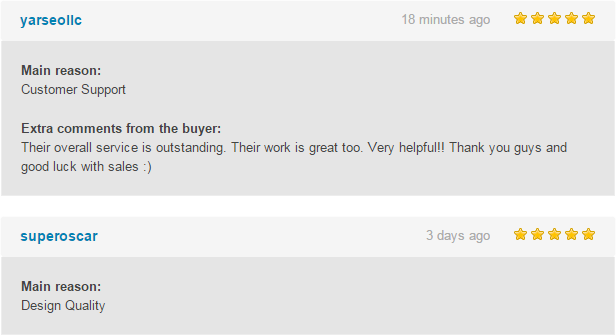 yarseollc 18 minutes ago
Main reason:
Customer Support
Extra comments from the buyer:
Their overall service is outstanding. Their work is great too. Very helpful!! Thank you guys and
good luck with sales :)
superoscar 3 days ago
Main reason:
Design Quality